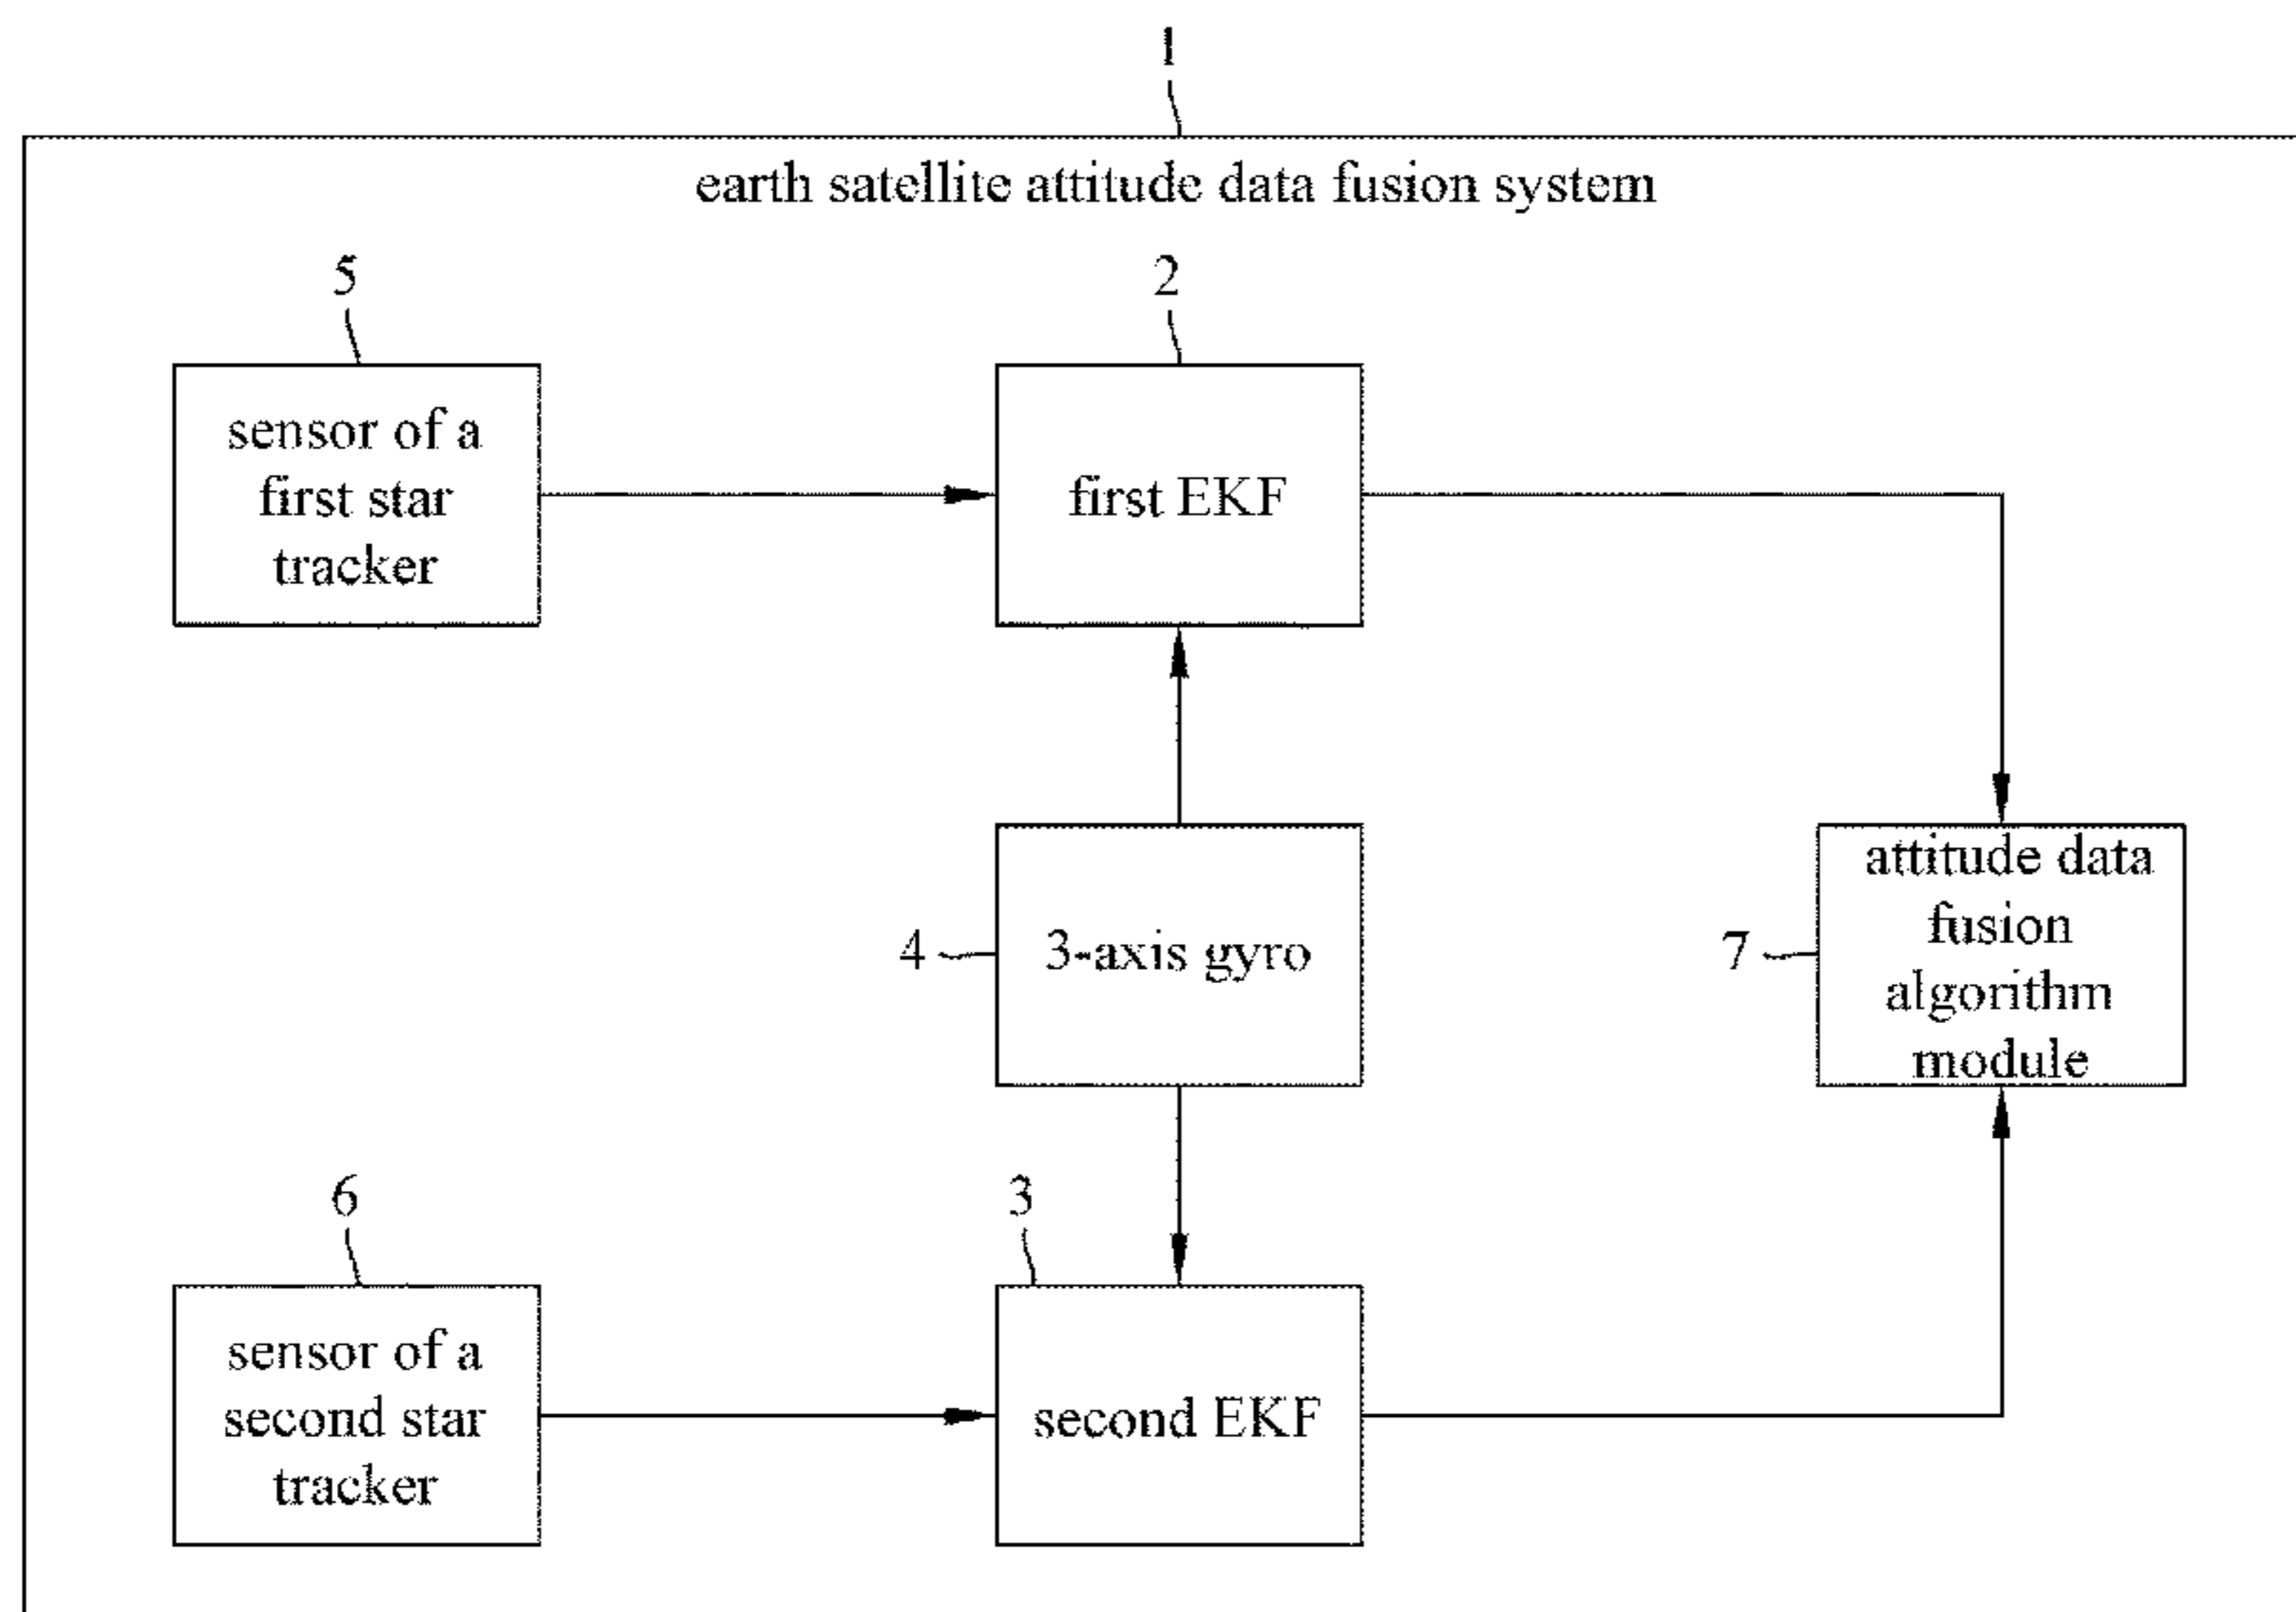 1
earth satellite attitude data fusion system
5
2
sensor of a
first star
tracker
first EKF
4
3-axis gyro
7
attitude data
fusion
algorithm
module
6
3
sensor of a
second star
tracker
second EKF